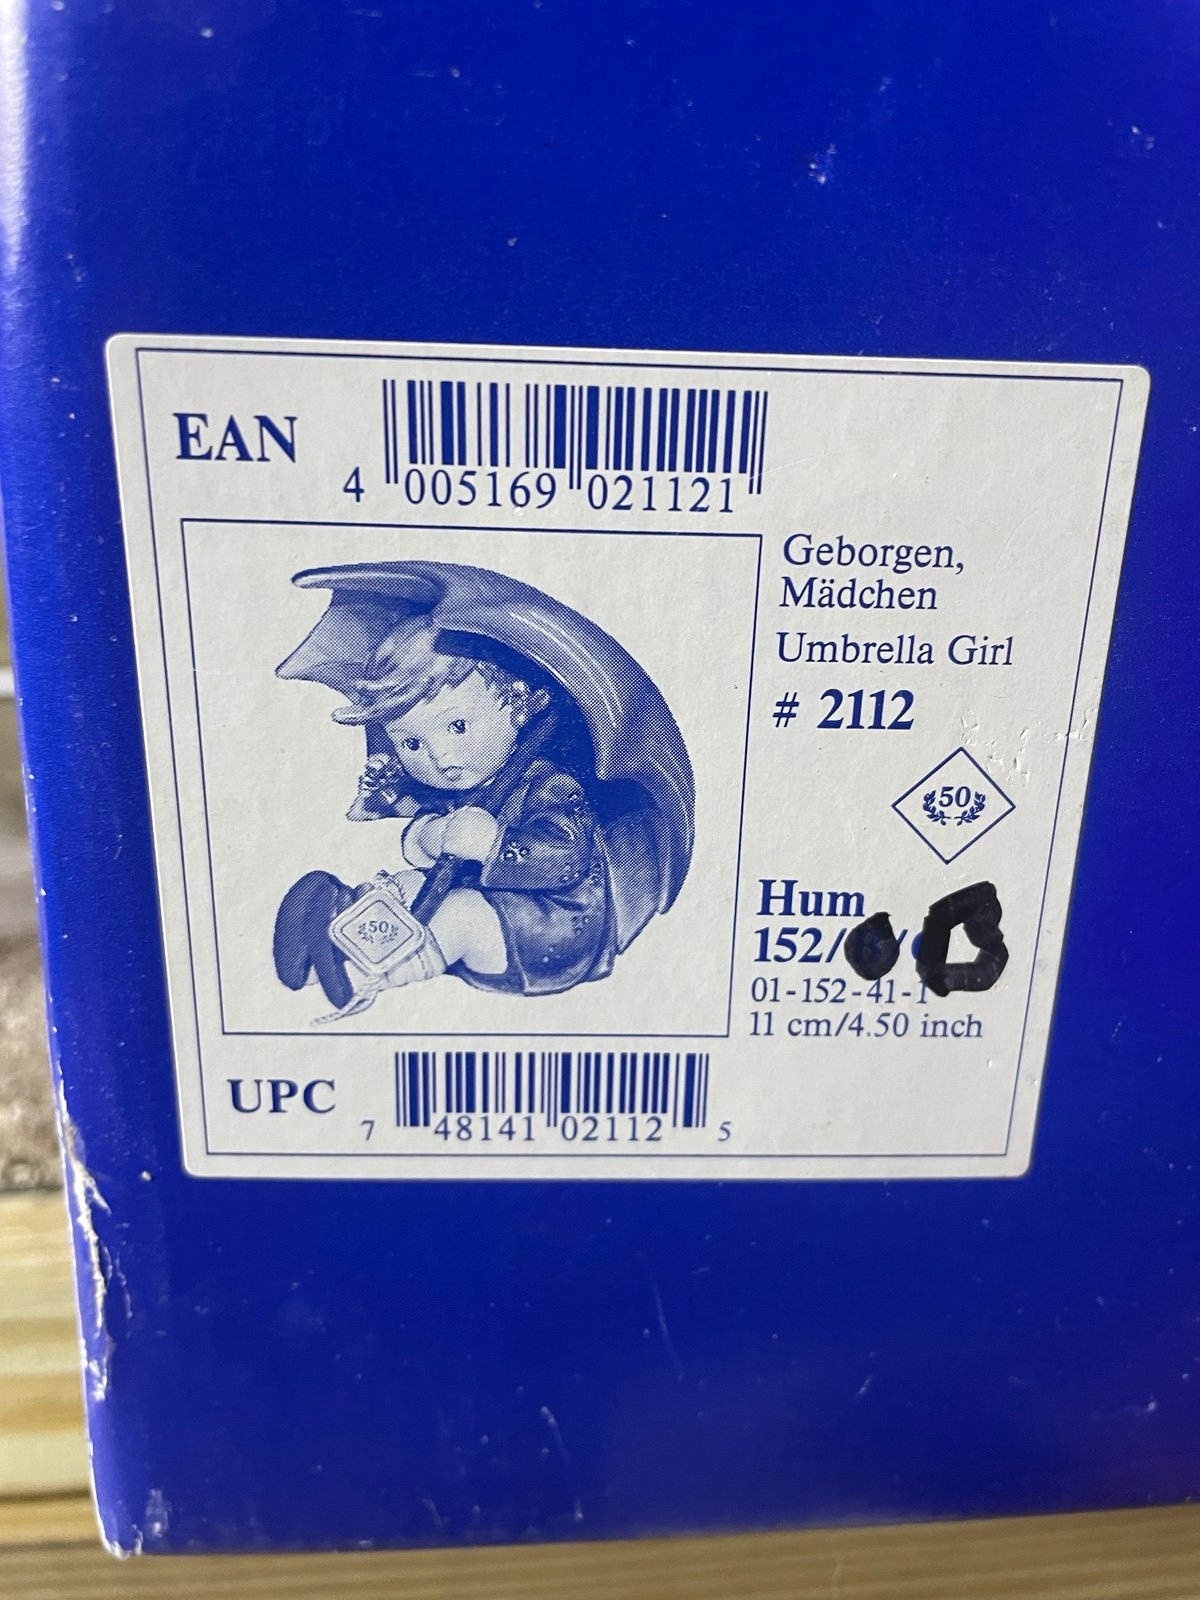 EAN
4 005169 021121
Geborgen,
Mädchen
Umbrella Girl
# 2112
50
50
Hum
152/
01-152-41-1
11 cm/4.50 inch
UPC
7 48141 02112 5